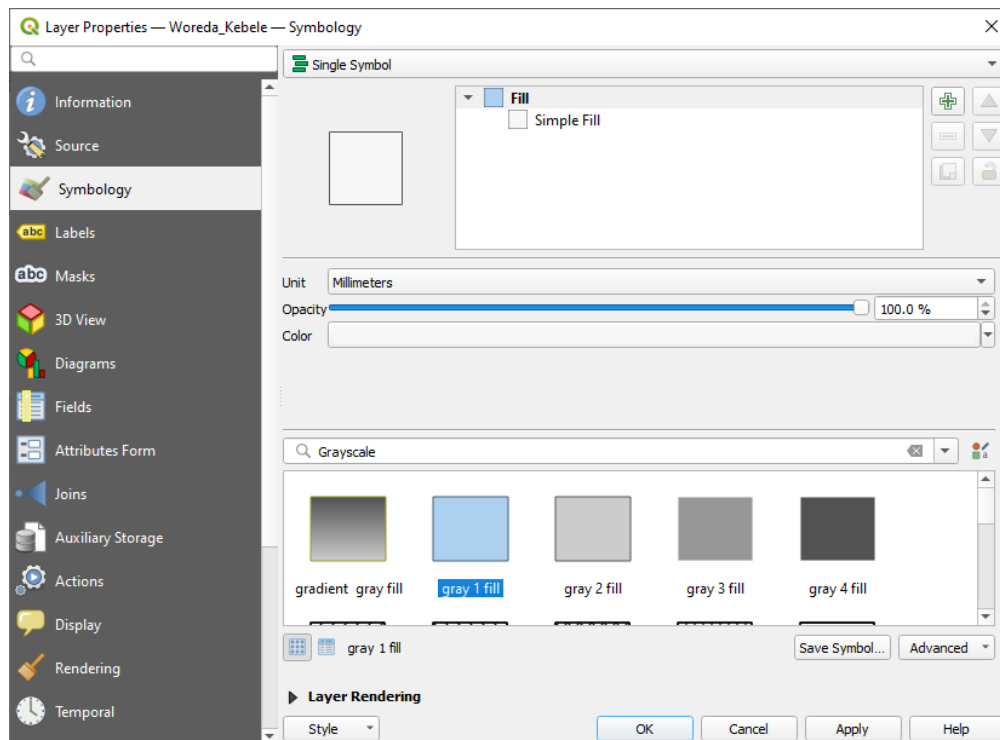 Layer Properties — Woreda_Kebele — Symbology
Single Symbol
Information
Source
Symbology
Labels
Masks
3D View
Diagrams
Fields
Attributes Form
Joins
Auxiliary Storage
Actions
Display
Rendering
Temporal
Fill
Simple Fill
Unit Millimeters
Opacity 100.0 %
Color
Grayscale
gradient gray fill gray 1 fill gray 2 fill gray 3 fill gray 4 fill
gray 1 fill Save Symbol... Advanced
Layer Rendering
Style OK Cancel Apply Help
abc
abc
a